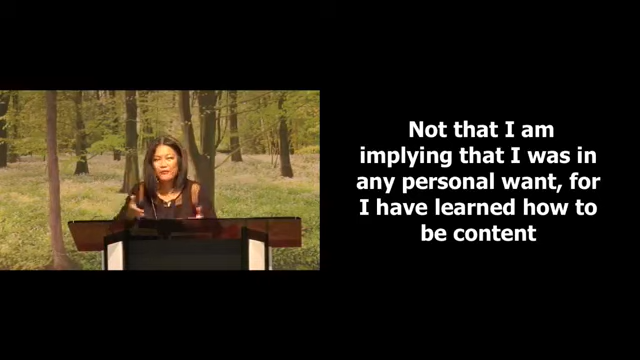 Not that I am
implying that I was in
any personal want, for
I have learned how to
be content